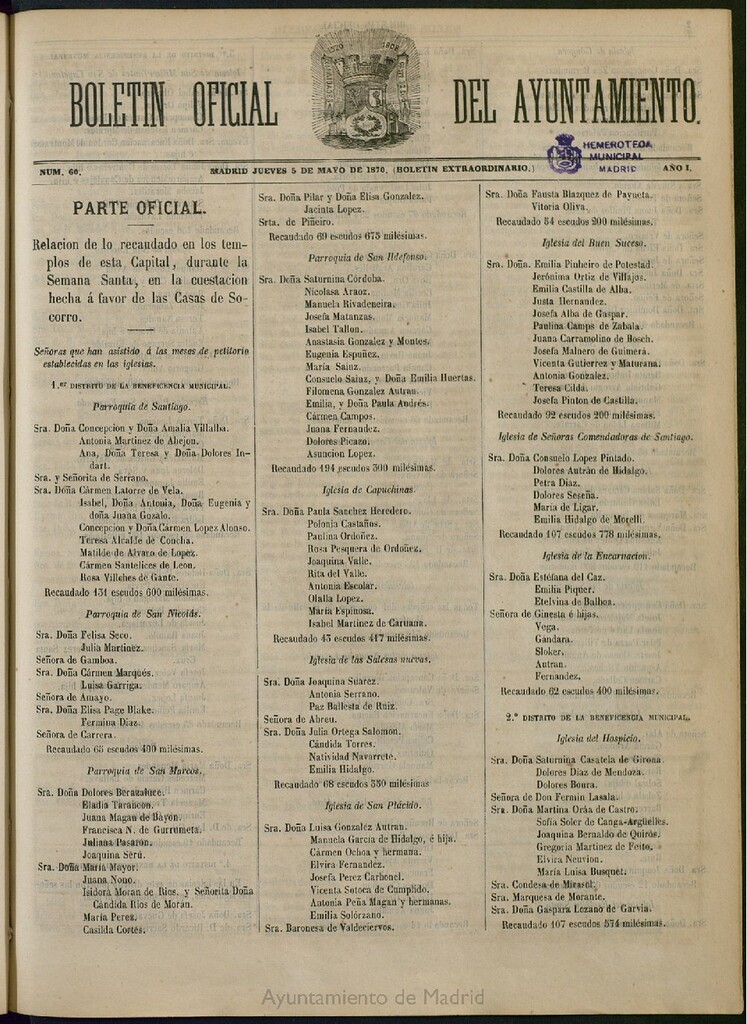 BOLETIN OFICIAL DEL AYUNTAMIENTO.
HEMEROTECA
MUNICIPAL
MADRID
NUM. 60. MADRID JUEVES 5 DE MAYO DE 1870. (BOLETIN EXTRAORDINARIO.) AÑO I.
PARTE OFICIAL.
Relacion de lo recaudado en los tem-
plos de esta Capital, durante la
Semana Santa, en la cuestacion
hecha á favor de las Casas de So-
corro.
Señoras que han asistido á las mesas de petitorio
establecidas en las iglesias.
1.er DISTRITO DE LA BENEFICENCIA MUNICIPAL.
Parroquia de Santiago.
Sra. Doña Concepcion y Doña Amalia Villalba.
Antonia Martinez de Abejon.
Ana, Doña Teresa y Doña Dolores In-
dart.
Sra. y Señorita de Serrano.
Sra. Doña Cármen Latorre de Vela.
Isabel, Doña Antonia, Doña Eugenia y
doña Juana Gozalo.
Concepcion y Doña Cármen Lopez Alonso.
Teresa Alcalde de Concha.
Matilde de Alvaro de Lopez.
Cármen Santelices de Leon.
Rosa Villches de Gante.
Recaudado 131 escudos 600 milésimas.
Parroquia de San Nicolás.
Sra. Doña Felisa Seco.
Julia Martinez.
Señora de Gamboa.
Sra. Doña Cármen Marqués.
Luisa Garriga.
Señora de Amayo.
Sra. Doña Elisa Page Blake.
Fermina Diaz.
Señora de Carrera.
Recaudado 65 escudos 400 milésimas.
Parroquia de San Marcos.
Sra. Doña Dolores Berazaluce.
Eladia Tarancon.
Juana Magan de Bayon.
Francisca N. de Gurrumeta.
Juliana Pasarón.
Joaquina Serú.
Sra. Doña María Mayor.
Juana Nono.
Isidora Moran de Rios, y Señorita Doña
Cándida Rios de Moran.
María Perez.
Casilda Cortés.
Sra. Doña Pilar y Doña Elisa Gonzalez.
Jacinta Lopez.
Srta. de Piñeiro.
Recaudado 69 escudos 675 milésimas.
Parroquia de San Ildefonso.
Sra. Doña Saturnina Córdoba.
Nicolasa Araoz.
Manuela Rivadeneira.
Josefa Matanzas.
Isabel Tallon.
Anastasia Gonzalez y Montes.
Eugenia Espuñez.
María Sainz.
Consuelo Sainz, y Doña Emilia Huertas.
Filomena Gonzalez Autran.
Emilia, y Doña Paula Andrés.
Cármen Campos.
Juana Fernandez.
Dolores Picazo.
Asuncion Lopez.
Recaudado 194 escudos 300 milésimas.
Iglesia de Capuchinas.
Sra. Doña Paula Sanchez Heredero.
Polonia Castaños.
Paulina Ordoñez.
Rosa Pesquera de Ordoñez.
Joaquina Valle.
Rita del Valle.
Antonia Escolar.
Olalla Lopez.
María Espinosa.
Isabel Martinez de Caruana.
Recaudado 43 escudos 417 milésimas.
Iglesia de las Salesas nuevas.
Sra. Doña Joaquina Suarez.
Antonia Serrano.
Paz Ballesta de Ruiz.
Señora de Abreu.
Sra. Doña Julia Ortega Salomon.
Cándida Torres.
Natividad Navarrete.
Emilia Hidalgo.
Recaudado 68 escudos 350 milésimas
Iglesia de San Plácido.
Sra. Doña Luisa Gonzalez Autran.
Manuela García de Hidalgo, é hija.
Cármen Ochoa y hermana.
Elvira Fernandez.
Josefa Perez Carbonel.
Vicenta Sotoca de Cumplido.
Antonia Peña Magan y hermanas.
Emilia Solórzano.
Sra. Baronesa de Valdeciervos.
Sra. Doña Fausta Blazquez de Payueta.
Vitoria Oliva.
Recaudado 54 escudos 200 milésimas.
Iglesia del Buen Suceso.
Sra. Doña. Emilia Pinheiro de Potestad.
Jerónima Ortiz de Villajos.
Emilia Castilla de Alba.
Justa Hernandez.
Josefa Alba de Gaspar.
Paulina Camps de Zabala.
Juana Carramolino de Bosch.
Josefa Malnero de Guimerá.
Vicenta Gutierrez y Maturana.
Antonia Gonzalez.
Teresa Cilda.
Josefa Pinton de Castilla.
Recaudado 92 escudos 200 milésimas.
Iglesia de Señoras Comendadoras de Santiago.
Sra. Doña Consuelo Lopez Pintado.
Dolores Autrán de Hidalgo.
Petra Diaz.
Dolores Seseña.
María de Ligar.
Emilia Hidalgo de Morelli.
Recaudado 107 escudos 778 milésimas.
Iglesia de la Encarnacion.
Sra. Doña Estéfana del Caz.
Emilia Piquer.
Etelvina de Balboa.
Señora de Ginesta é hijas.
Vega.
Gándara.
Sloker.
Autran.
Fernandez.
Recaudado 62 escudos 400 milésimas.
2.º DISTRITO DE LA BENEFICENCIA MUNICIPAL.
Iglesia del Hospicio.
Sra. Doña Saturnina Casatela de Girona.
Dolores Diaz de Mendoza.
Dolores Boura.
Señora de Don Fermin Lasala.
Sra. Doña Martina Orda de Castro.
Sofía Soler de Canga-Argüelles.
Joaquina Bernaldo de Quirós.
Gregoria Martinez de Feito.
Elvira Neuvion.
María Luisa Busquet.
Sra. Condesa de Mirasol.
Sra. Marquesa de Morante.
Sra. Doña Gaspara Lozano de Garvia.
Recaudado 107 escudos 574 milésimas.
Ayuntamiento de Madrid